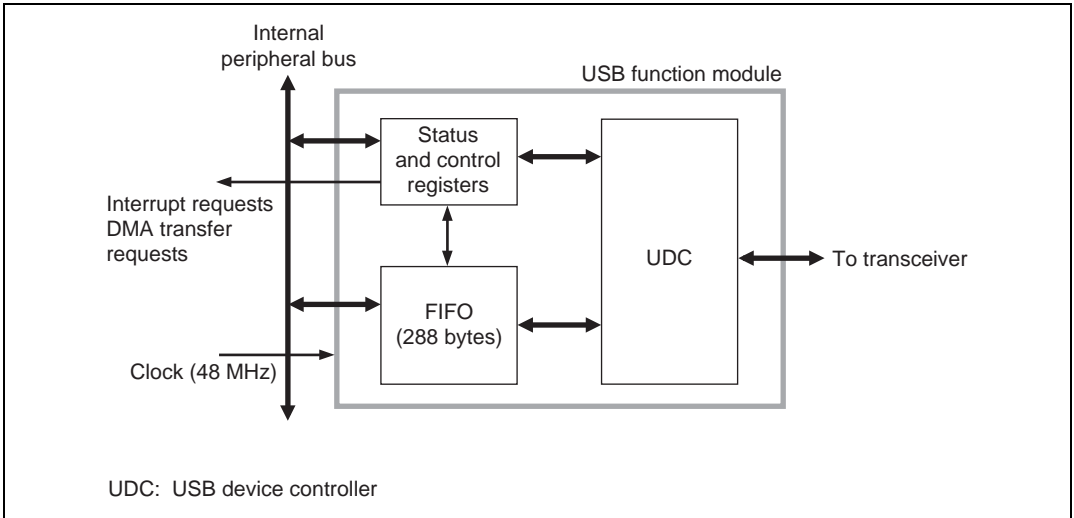 Internal
peripheral bus
USB function module
Status
and control
registers
Interrupt requests
DMA transfer
requests
UDC
To transceiver
FIFO
(288 bytes)
Clock (48 MHz)
UDC: USB device controller